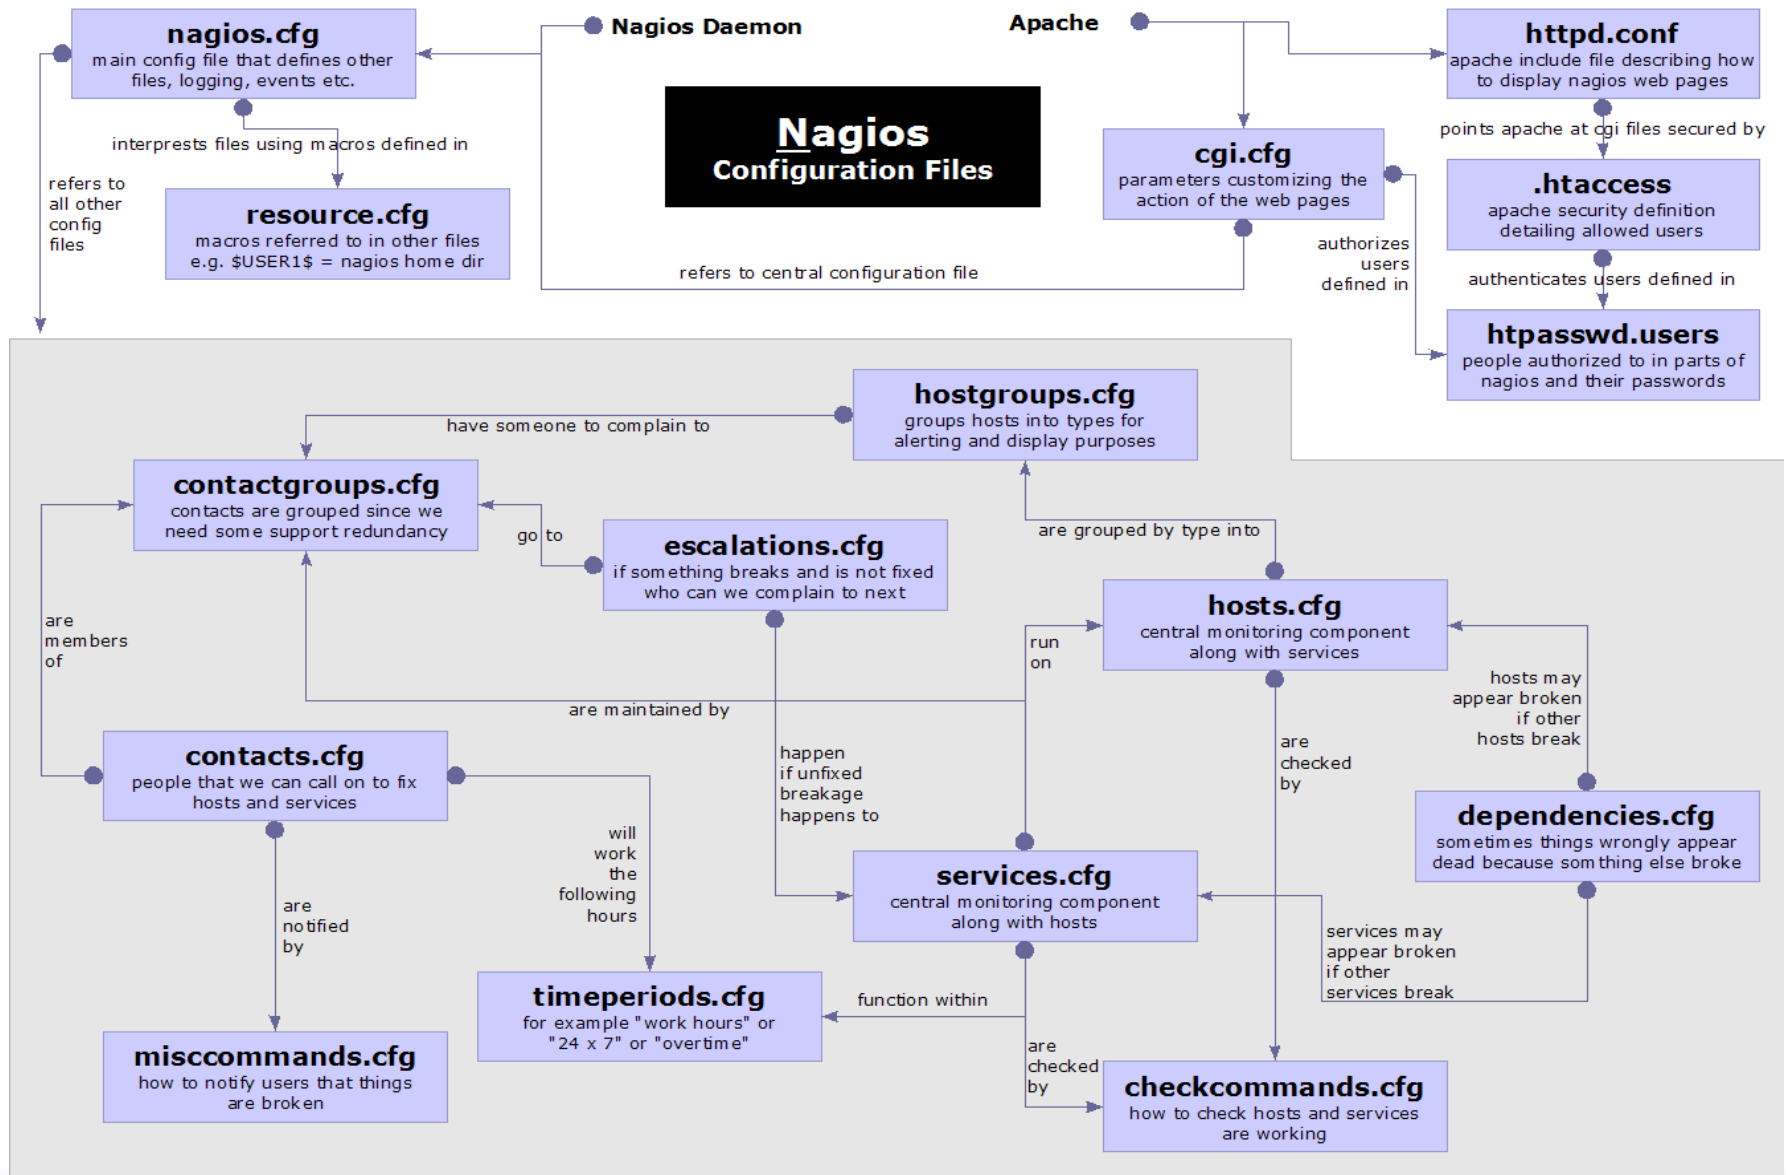 nagios.cfg
main config file that defines other
files, logging, events etc.
Nagios Daemon
Apache
httpd.conf
apache include file describing how
to display nagios web pages
Nagios
Configuration Files
interprests files using macros defined in
points apache at cgi files secured by
cgi.cfg
parameters customizing the
action of the web pages
refers to
all other
config
files
resource.cfg
macros referred to in other files
e.g. $USER1$ = nagios home dir
.htaccess
apache security definition
detailing allowed users
refers to central configuration file
authorizes
users
defined in
authenticates users defined in
htpasswd.users
people authorized to in parts of
nagios and their passwords
hostgroups.cfg
groups hosts into types for
alerting and display purposes
have someone to complain to
contactgroups.cfg
contacts are grouped since we
need some support redundancy
go to
escalations.cfg
if something breaks and is not fixed
who can we complain to next
are grouped by type into
hosts.cfg
central monitoring component
along with services
are
members
of
run
on
hosts may
appear broken
if other
hosts break
are maintained by
contacts.cfg
people that we can call on to fix
hosts and services
happen
if unfixed
breakage
happens to
are
checked
by
dependencies.cfg
sometimes things wrongly appear
dead because somthing else broke
will
work
the
following
hours
services.cfg
central monitoring component
along with hosts
are
notified
by
services may
appear broken
if other
services break
timeperiods.cfg
for example "work hours" or
"24 x 7" or "overtime"
function within
are
checked
by
misccommands.cfg
how to notify users that things
are broken
checkcommands.cfg
how to check hosts and services
are working